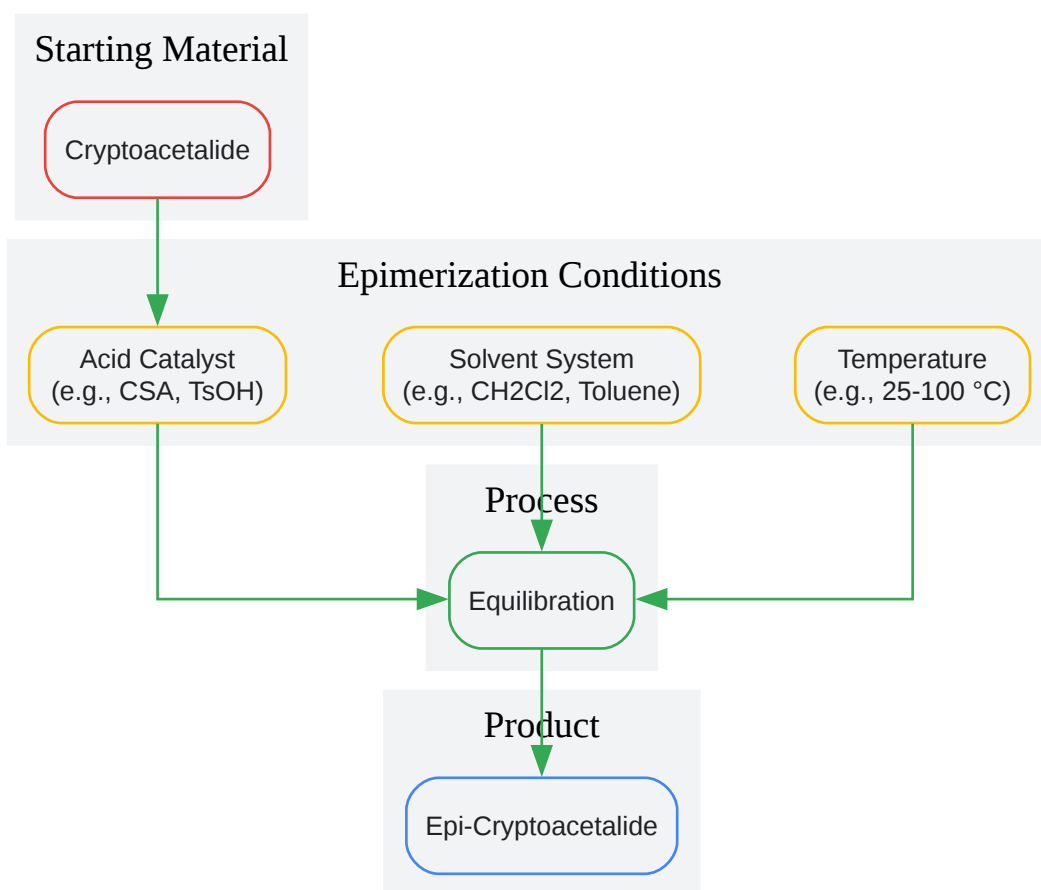 Starting Material
Cryptoacetalide
Epimerization Conditions
Acid Catalyst
(e.g., CSA, TsOH)
Solvent System
(e.g., CH2Cl2, Toluene)
Temperature
(e.g., 25-100 °C)
Process
Equilibration
Product
Epi-Cryptoacetalide